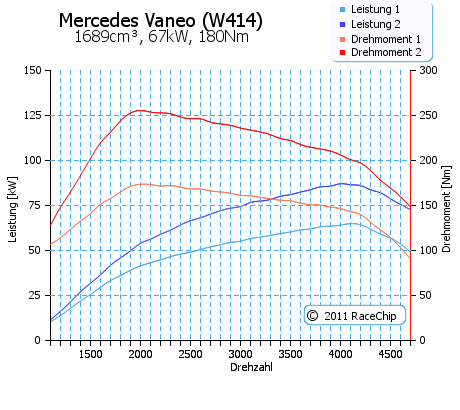 Mercedes Vaneo (W414)
1689cm³, 67kW, 180Nm
Leistung 1
Leistung 2
Drehmoment 1
Drehmoment 2
150
125
100
75
50
25
0
Leistung [kW]
300
250
200
150
100
50
0
Drehmoment [Nm]
© 2011 RaceChip
1500 2000 2500 3000 3500 4000 4500
Drehzahl